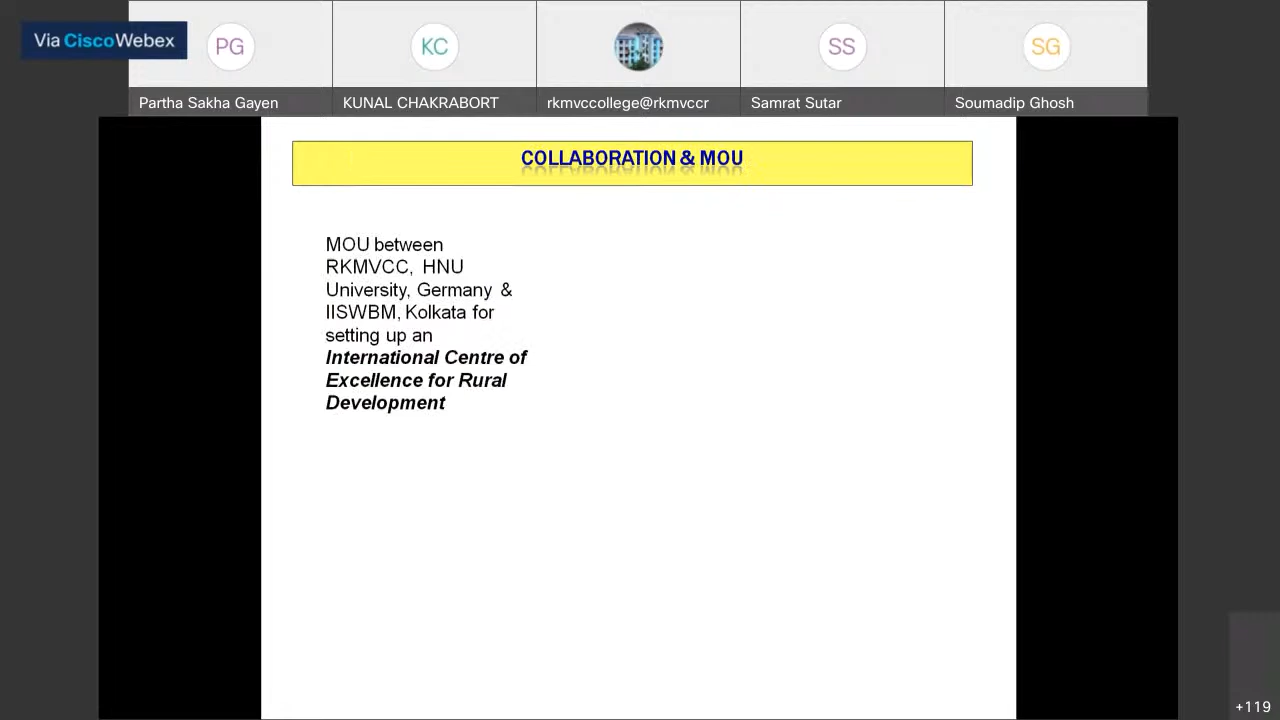 Via CiscoWebex
PG
KC
SS
SG
Partha Sakha Gayen
KUNAL CHAKRABORT
rkmvccollege@rkmvccr
Samrat Sutar
Soumadip Ghosh
COLLABORATION & MOU
MOU between
RKMVCC, HNU
University, Germany &
IISWBM, Kolkata for
setting up an
International Centre of
Excellence for Rural
Development
+119